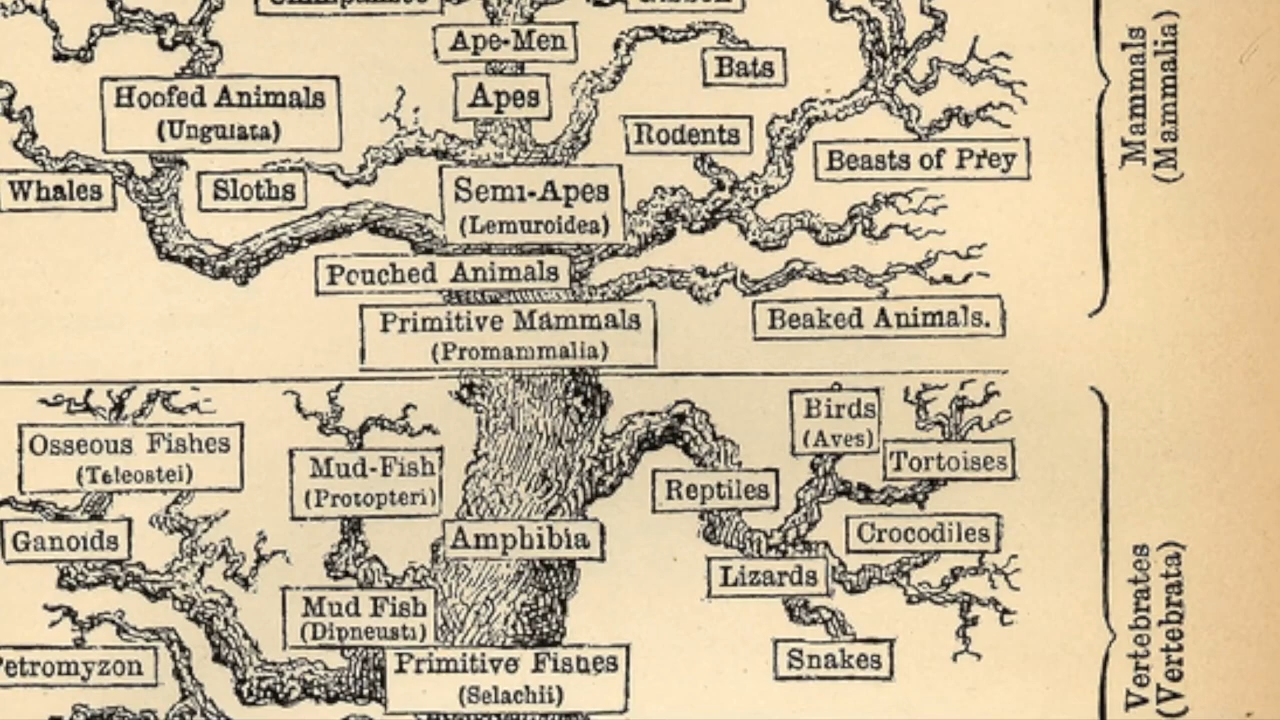 Ape-Men
Bats
Hoofed Animals
(Ungulata)
Apes
Rodents
Beasts of Prey
Whales
Sloths
Semi-Apes
(Lemuroidea)
Pouched Animals
Primitive Mammals
(Promammalia)
Beaked Animals.
Mammals
(Mammalia)
Birds
(Aves)
Osseous Fishes
(Teleostei)
Mud-Fish
(Protopteri)
Tortoises
Reptiles
Ganoids
Amphibia
Crocodiles
Lizards
Mud Fish
(Dipneusti)
Snakes
Petromyzon
Primitive Fishes
(Selachii)
Vertebrates
(Vertebrata)